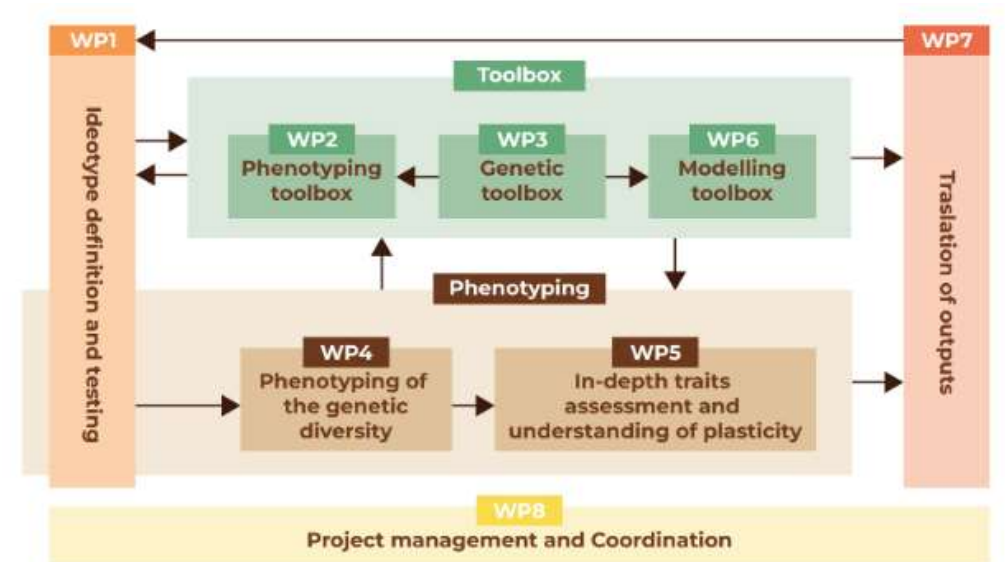 WP1
WP7
Toolbox
WP2
Phenotyping
toolbox
WP3
Genetic
toolbox
WP6
Modelling
toolbox
Ideotype definition and testing
Traslation of outputs
Phenotyping
WP4
Phenotyping of
the genetic
diversity
WP5
In-depth traits
assessment and
understanding of plasticity
WP8
Project management and Coordination